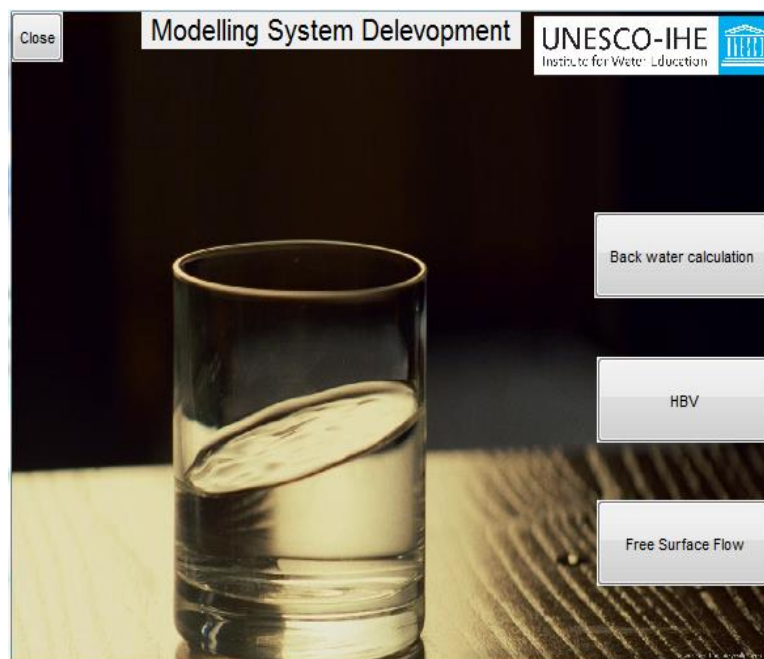 Close
Modelling System Delevopment
UNESCO-IHE
Institute for Water Education
Back water calculation
HBV
Free Surface Flow